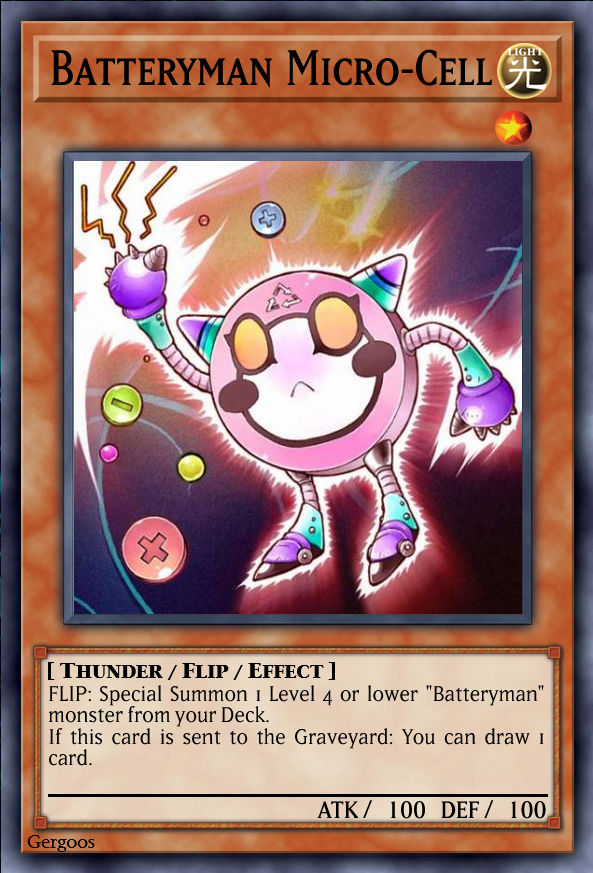 BATTERYMAN MICRO-CELL
LIGHT
光
[ THUNDER / FLIP / EFFECT ]
FLIP: Special Summon 1 Level 4 or lower "Batteryman"
monster from your Deck.
If this card is sent to the Graveyard: You can draw 1
card.
ATK / 100 DEF / 100
Gergoos